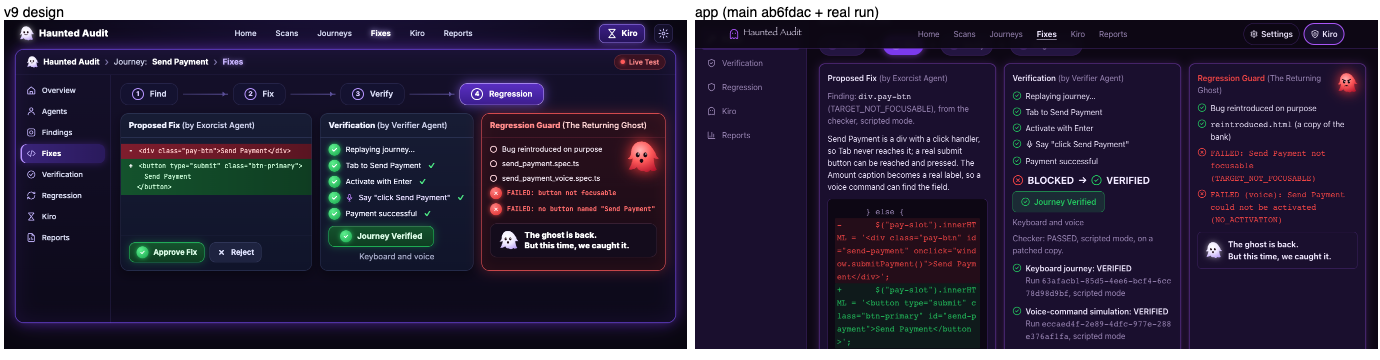 v9 design
Haunted Audit
Home Scans Journeys Fixes Kiro Reports
Kiro
Haunted Audit > Journey: Send Payment > Fixes
Live Test
Overview
Agents
Findings
Fixes
Verification
Regression
Kiro
Reports
1 Find
2 Fix
3 Verify
4 Regression
Proposed Fix (by Exorcist Agent)
- <div class="pay-btn">Send Payment</div>
+ <button type="submit" class="btn-primary">
Send Payment
</button>
Approve Fix
Reject
Verification (by Verifier Agent)
Replaying journey...
Tab to Send Payment
Activate with Enter
Say "click Send Payment"
Payment successful
Journey Verified
Keyboard and voice
Regression Guard (The Returning Ghost)
Bug reintroduced on purpose
send_payment.spec.ts
send_payment_voice.spec.ts
FAILED: button not focusable
FAILED: no button named "Send Payment"
The ghost is back.
But this time, we caught it.
app (main ab6fdac + real run)
Haunted Audit
Home Scans Journeys Fixes Kiro Reports
Settings
Kiro
Verification
Regression
Kiro
Reports
Proposed Fix (by Exorcist Agent)
Finding: div.pay-btn
(TARGET_NOT_FOCUSABLE), from the
checker, scripted mode.
Send Payment is a div with a click handler,
so Tab never reaches it; a real submit
button can be reached and pressed. The
Amount caption becomes a real label, so a
voice command can find the field.
} else {
- $("pay-slot").innerHT
ML = '<div class="pay-btn" id
="send-payment" onclick="wind
ow.submitPayment()">Send Paym
ent</div>';
+ $("pay-slot").innerHT
ML = '<button type="submit" c
lass="btn-primary" id="send-p
ayment">Send Payment</button
>';
Verification (by Verifier Agent)
Replaying journey...
Tab to Send Payment
Activate with Enter
Say "click Send Payment"
Payment successful
BLOCKED → VERIFIED
Journey Verified
Keyboard and voice
Checker: PASSED, scripted mode, on a
patched copy.
Keyboard journey: VERIFIED
Run 63afacb1-85d5-4ee6-bcf4-6cc
78d98d9bf, scripted mode
Voice-command simulation: VERIFIED
Run eccaed4f-2e89-4dfc-977e-288
e376af1fa, scripted mode
Regression Guard (The Returning
Ghost)
Bug reintroduced on purpose
reintroduced.html (a copy of the
bank)
FAILED: Send Payment not
focusable
(TARGET_NOT_FOCUSABLE)
FAILED (voice): Send Payment
could not be activated
(NO_ACTIVATION)
The ghost is back.
But this time, we caught it.